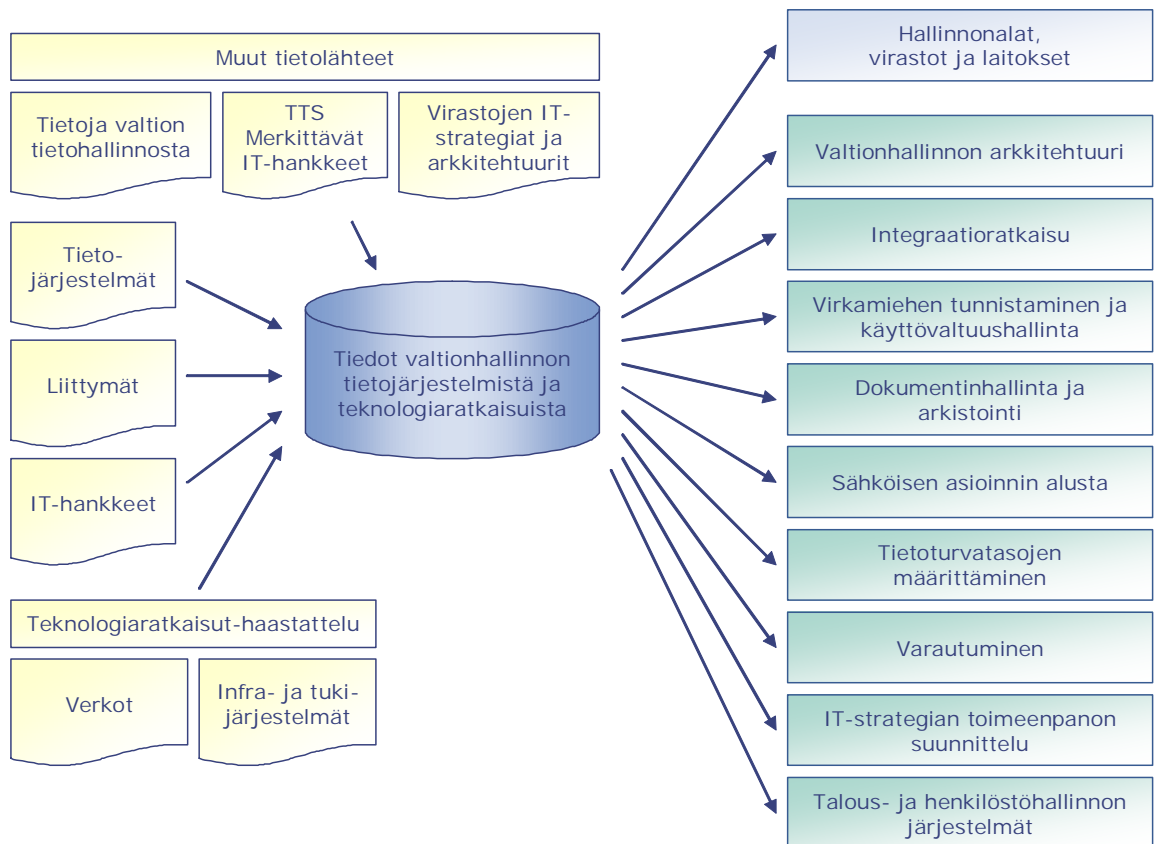 Muut tietolähteet
Tietoja valtion
tietohallinnosta
TTS
Merkittävät
IT-hankkeet
Virastojen IT-
strategiat ja
arkkitehtuurit
Tieto-
järjestelmät
Liittymät
IT-hankkeet
Teknologiaratkaisut-haastattelu
Verkot
Infra- ja tuki-
järjestelmät
Tiedot valtionhallinnon
tietojärjestelmistä ja
teknologiaratkaisuista
Hallinnonalat,
virastot ja laitokset
Valtionhallinnon arkkitehtuuri
Integraatioratkaisu
Virkamiehen tunnistaminen ja
käyttövaltuushallinta
Dokumentinhallinta ja
arkistointi
Sähköisen asioinnin alusta
Tietoturvatasojen
määrittäminen
Varautuminen
IT-strategian toimeenpanon
suunnittelu
Talous- ja henkilöstöhallinnon
järjestelmät